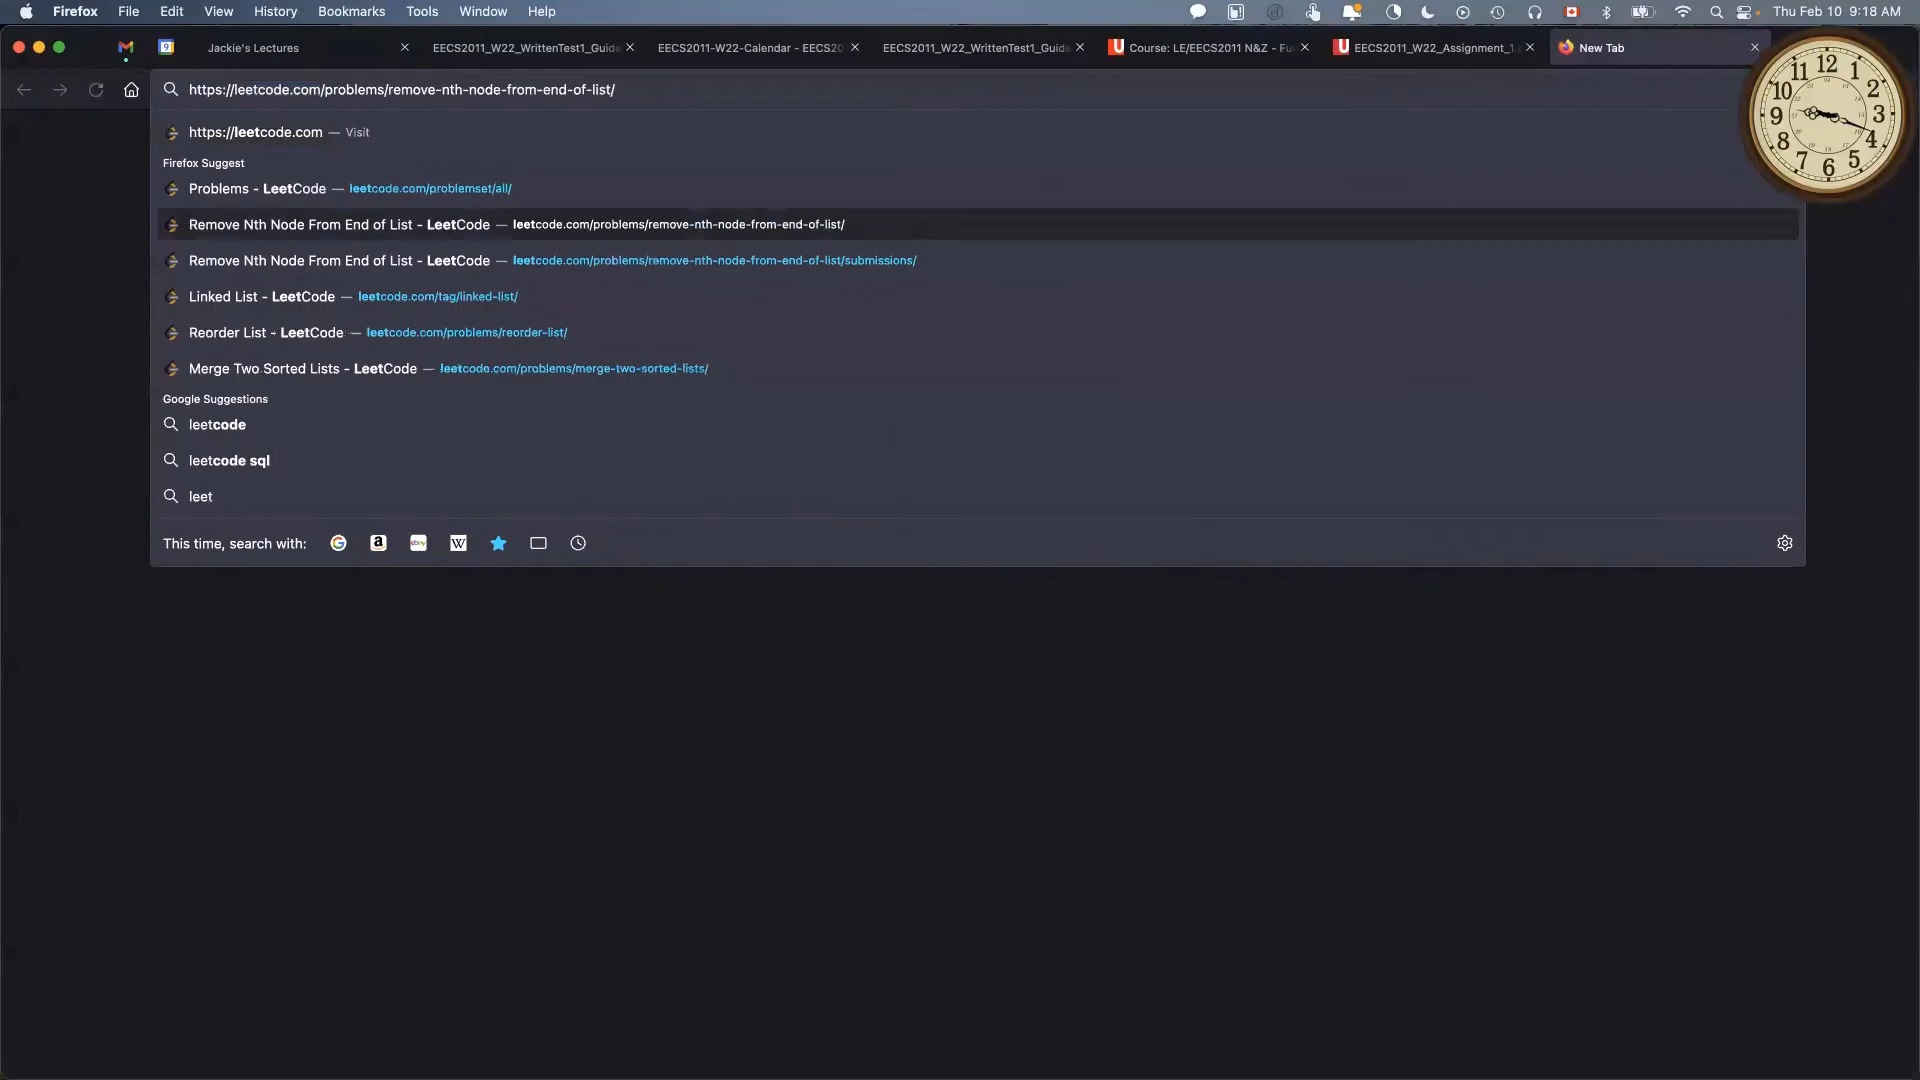 Firefox File Edit View History Bookmarks Tools Window Help Thu Feb 10 9:18 AM
9 Jackie's Lectures EECS2011_W22_WrittenTest1_Guide EECS2011-W22-Calendar - EECS20 EECS2011_W22_WrittenTest1_Guide Course: LE/EECS2011 N&Z - Fu EECS2011_W22_Assignment_1. New Tab
https://leetcode.com/problems/remove-nth-node-from-end-of-list/
https://leetcode.com — Visit
Firefox Suggest
Problems - LeetCode — leetcode.com/problemset/all/
Remove Nth Node From End of List - LeetCode — leetcode.com/problems/remove-nth-node-from-end-of-list/
Remove Nth Node From End of List - LeetCode — leetcode.com/problems/remove-nth-node-from-end-of-list/submissions/
Linked List - LeetCode — leetcode.com/tag/linked-list/
Reorder List - LeetCode — leetcode.com/problems/reorder-list/
Merge Two Sorted Lists - LeetCode — leetcode.com/problems/merge-two-sorted-lists/
Google Suggestions
leetcode
leetcode sql
leet
This time, search with:
12 1 2 3 4 5 6 7 8 9 10 11